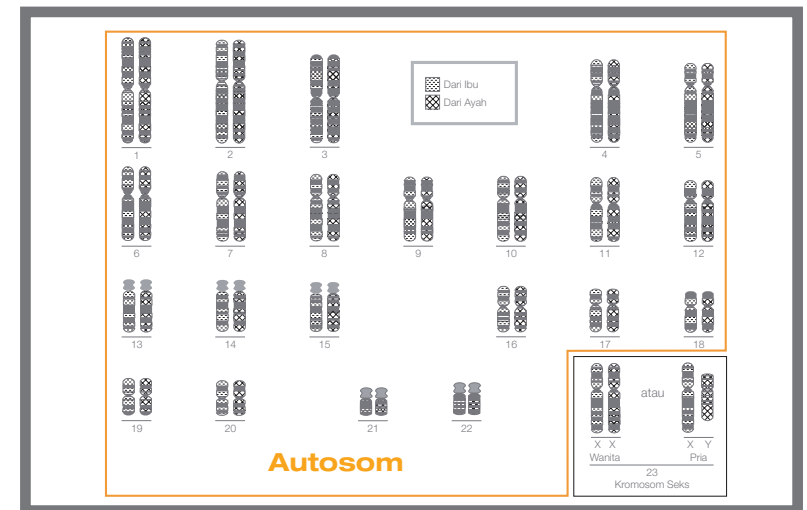 Dari Ibu
Dari Ayah
1 2 3 4 5
6 7 8 9 10 11 12
13 14 15 16 17 18
19 20 21 22
atau
X X X Y
Wanita Pria
23
Kromosom Seks
Autosom